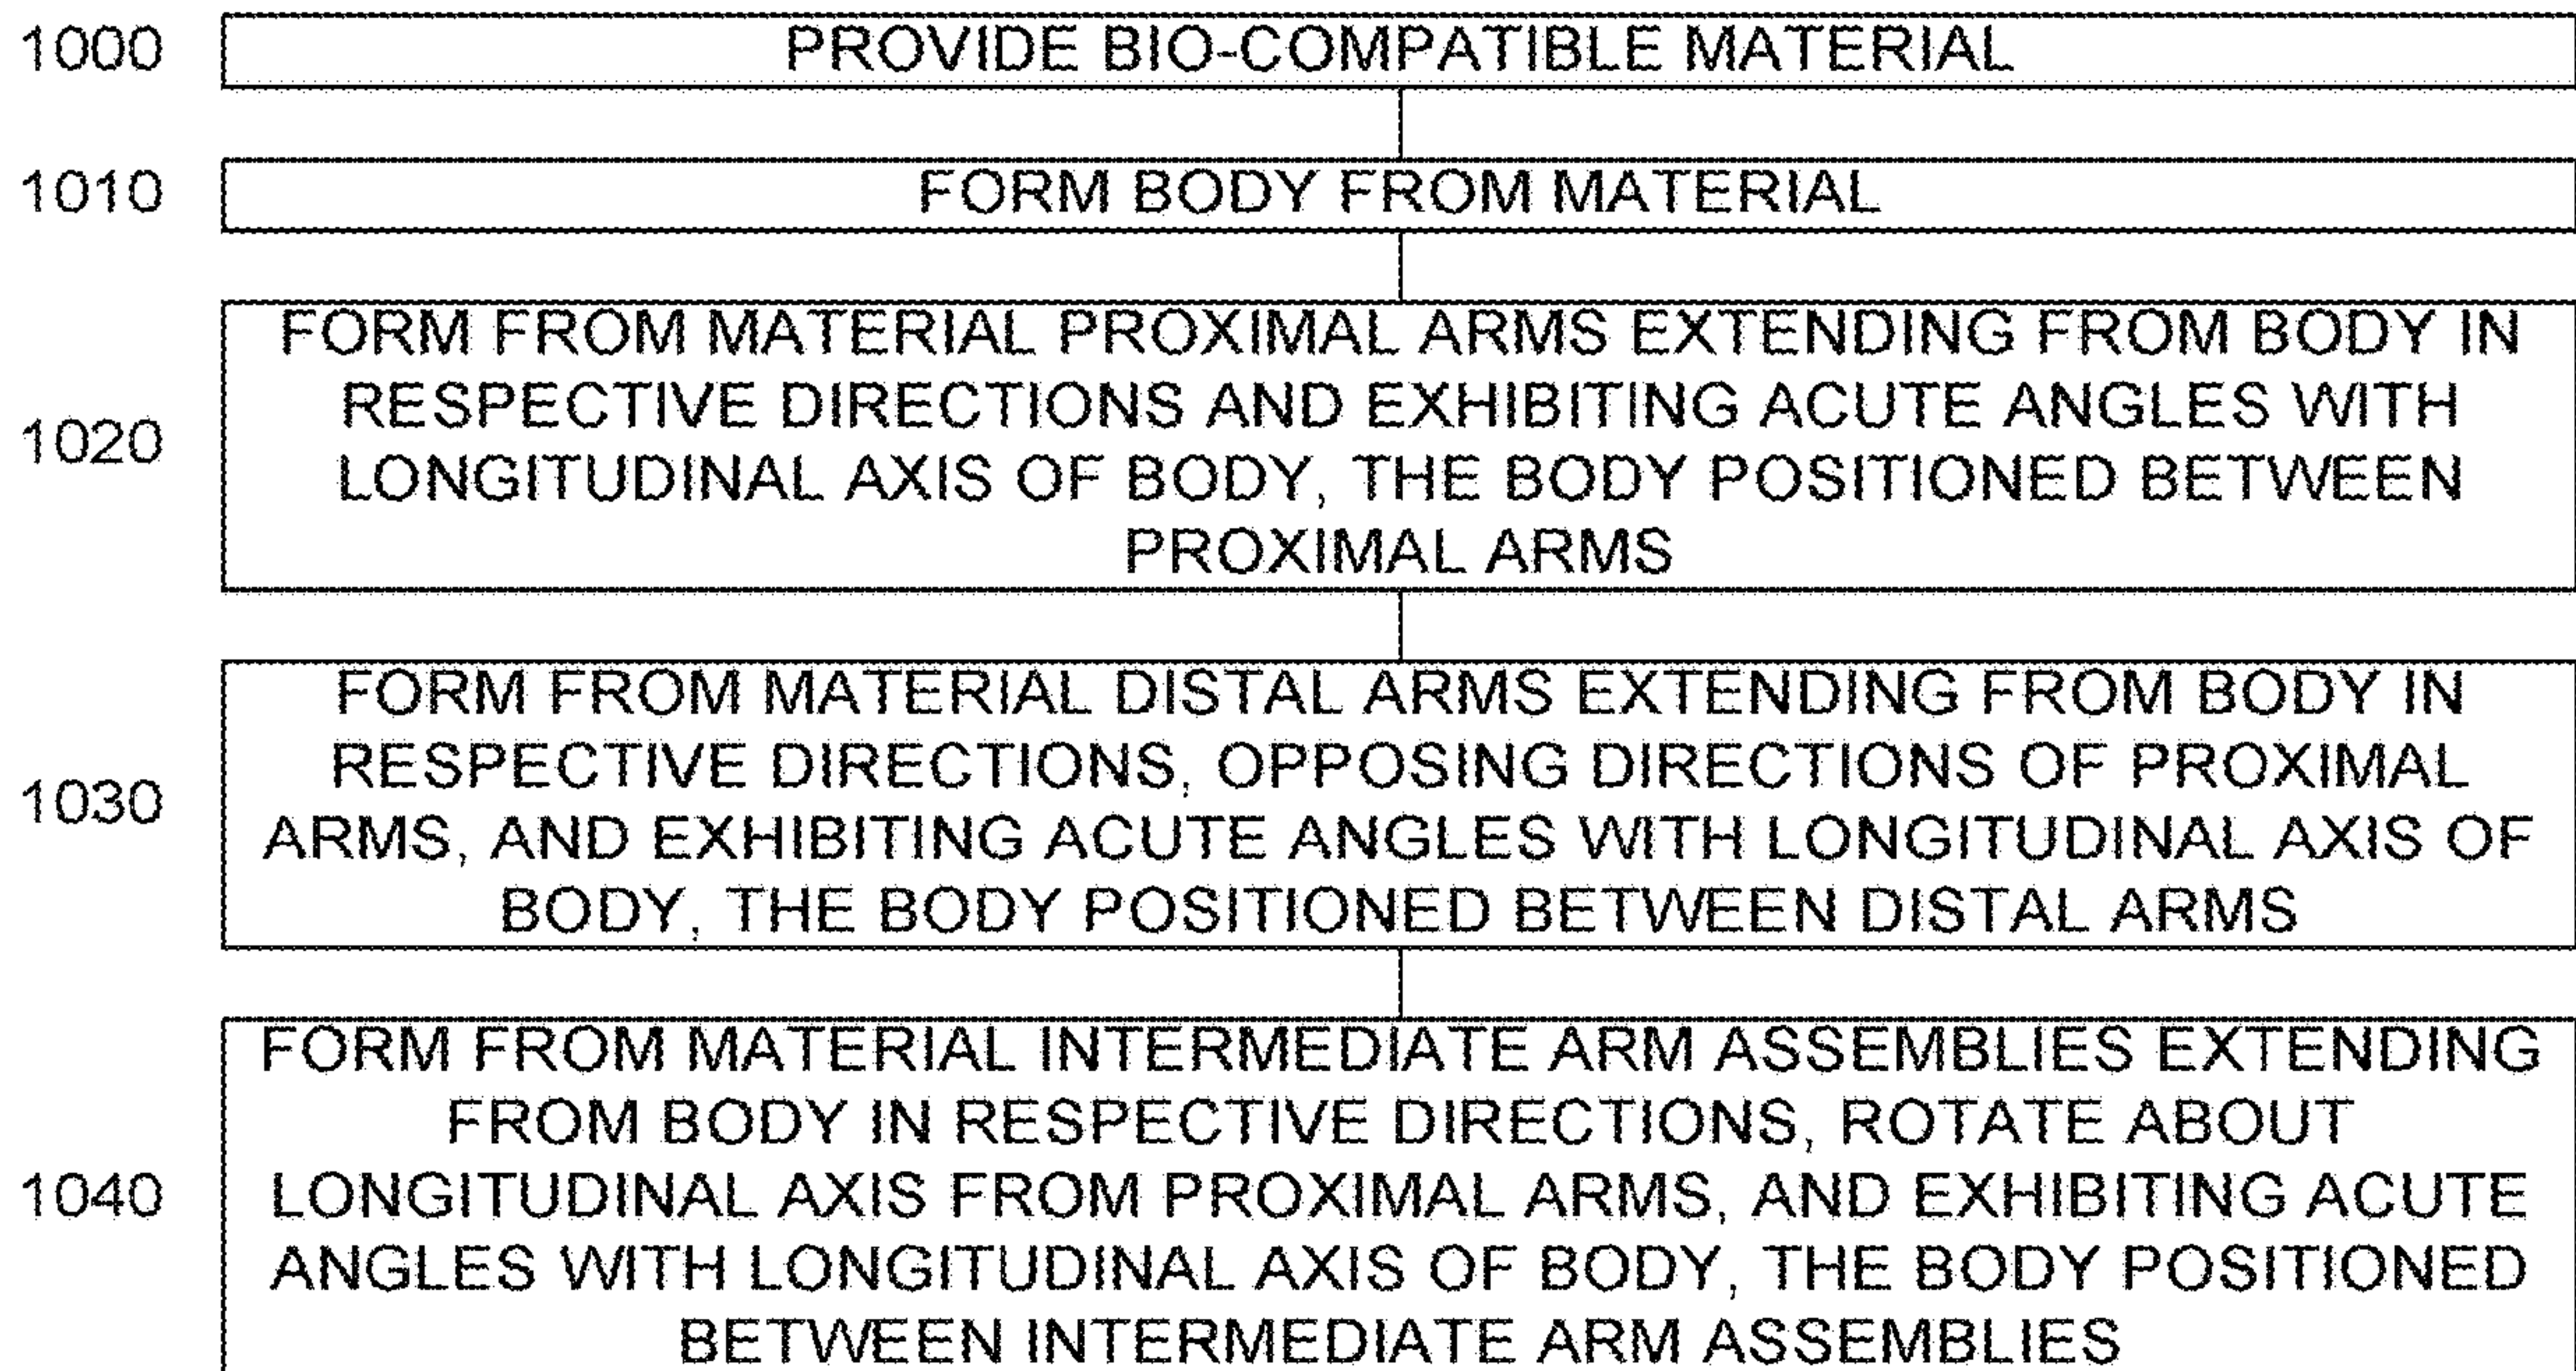 1000 PROVIDE BIO-COMPATIBLE MATERIAL
1010 FORM BODY FROM MATERIAL
FORM FROM MATERIAL PROXIMAL ARMS EXTENDING FROM BODY IN
RESPECTIVE DIRECTIONS AND EXHIBITING ACUTE ANGLES WITH
1020
LONGITUDINAL AXIS OF BODY, THE BODY POSITIONED BETWEEN
PROXIMAL ARMS
FORM FROM MATERIAL DISTAL ARMS EXTENDING FROM BODY IN
RESPECTIVE DIRECTIONS, OPPOSING DIRECTIONS OF PROXIMAL
1030
ARMS, AND EXHIBITING ACUTE ANGLES WITH LONGITUDINAL AXIS OF
BODY, THE BODY POSITIONED BETWEEN DISTAL ARMS
FORM FROM MATERIAL INTERMEDIATE ARM ASSEMBLIES EXTENDING
FROM BODY IN RESPECTIVE DIRECTIONS, ROTATE ABOUT
1040 LONGITUDINAL AXIS FROM PROXIMAL ARMS, AND EXHIBITING ACUTE
ANGLES WITH LONGITUDINAL AXIS OF BODY, THE BODY POSITIONED
BETWEEN INTERMEDIATE ARM ASSEMBLIES